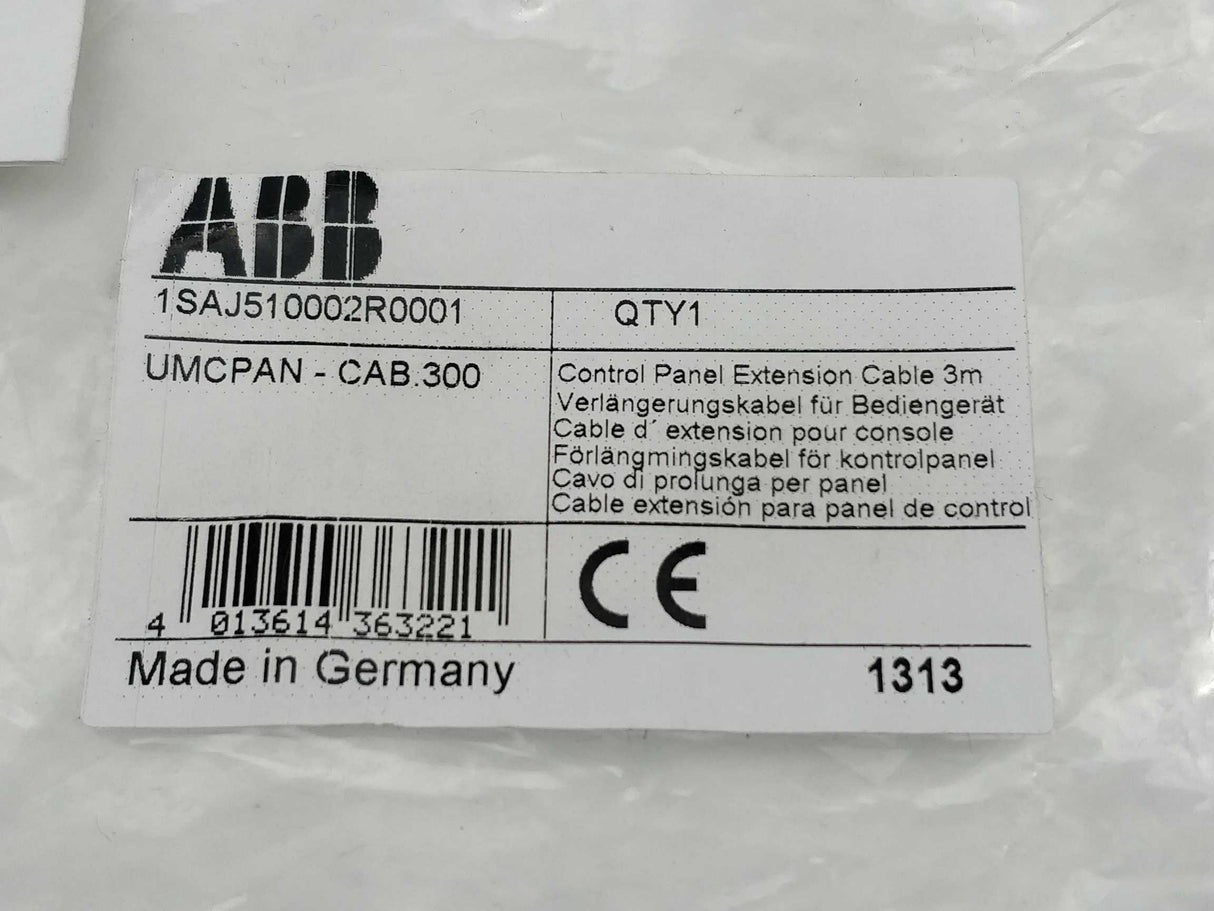 ABB
1SAJ510002R0001
QTY1
UMCPAN - CAB.300
Control Panel Extension Cable 3m
Verlängerungskabel für Bediengerät
Cable d´ extension pour console
Förlängmingskabel för kontrolpanel
Cavo di prolunga per panel
Cable extensión para panel de control
4 013614 363221
CE
Made in Germany
1313